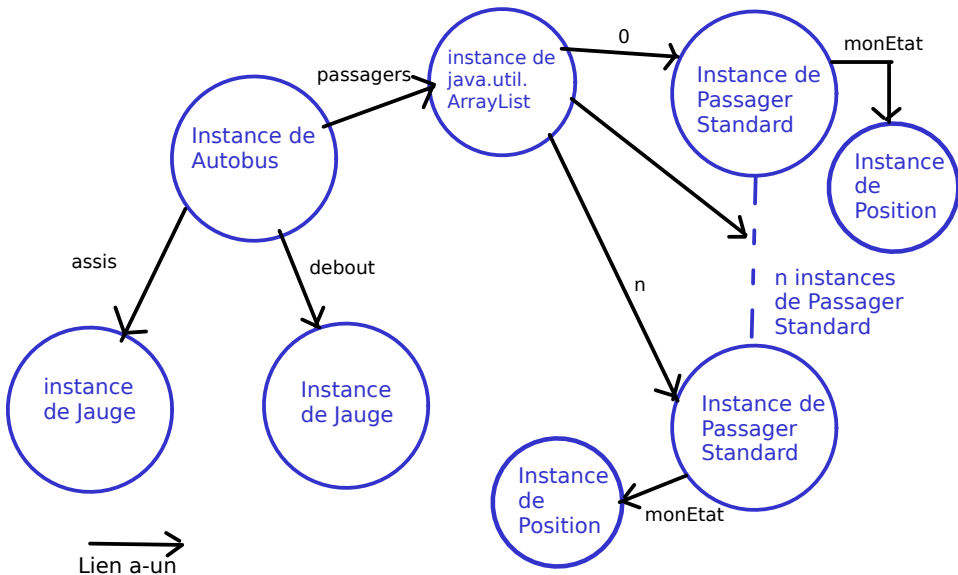 instance de
java.util.
ArrayList
0
monEtat
passagers
Instance de
Passager
Standard
Instance de
Autobus
Instance
de
Position
assis
debout
n
n instances
de Passager
Standard
instance
de Jauge
Instance
de Jauge
Instance de
Passager
Standard
Instance
de
Position
monEtat
Lien a-un